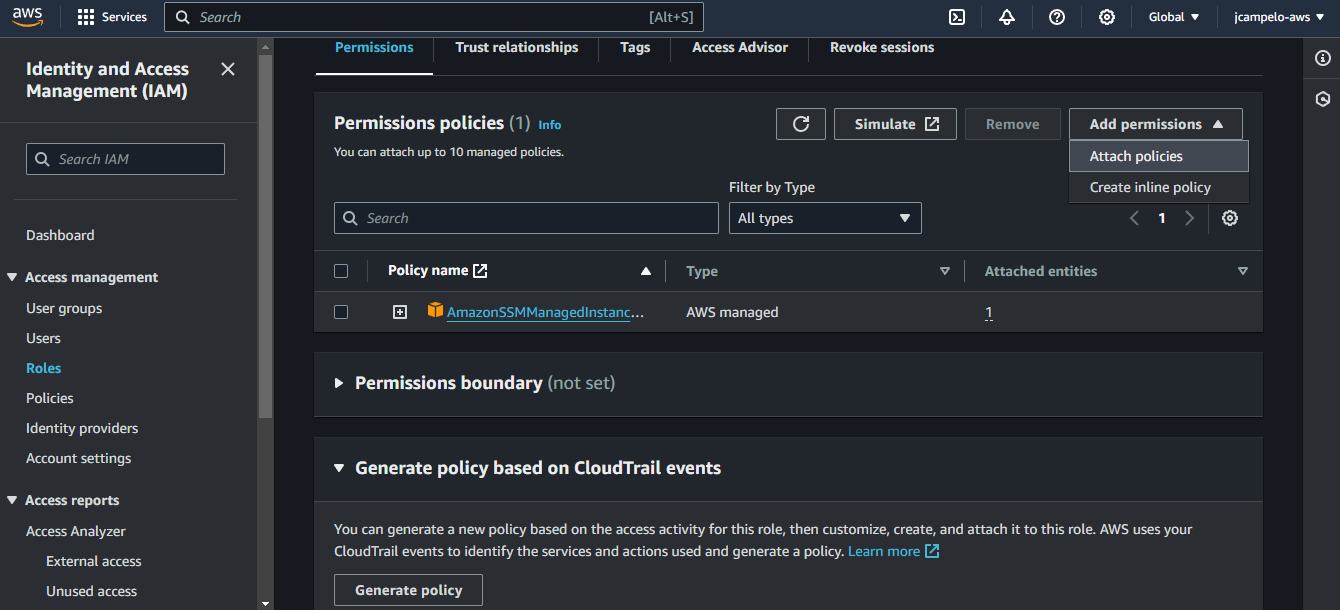 aws
Services
Search [Alt+S]
Global
jcampelo-aws
Identity and Access
Management (IAM)
Search IAM
Dashboard
Access management
User groups
Users
Roles
Policies
Identity providers
Account settings
Access reports
Access Analyzer
External access
Unused access
Permissions Trust relationships Tags Access Advisor Revoke sessions
Permissions policies (1) Info
You can attach up to 10 managed policies.
Simulate
Remove
Add permissions
Attach policies
Create inline policy
Filter by Type
Search
All types
1
Policy name Type Attached entities
AmazonSSMManagedInstanc... AWS managed 1
Permissions boundary (not set)
Generate policy based on CloudTrail events
You can generate a new policy based on the access activity for this role, then customize, create, and attach it to this role. AWS uses your
CloudTrail events to identify the services and actions used and generate a policy. Learn more
Generate policy